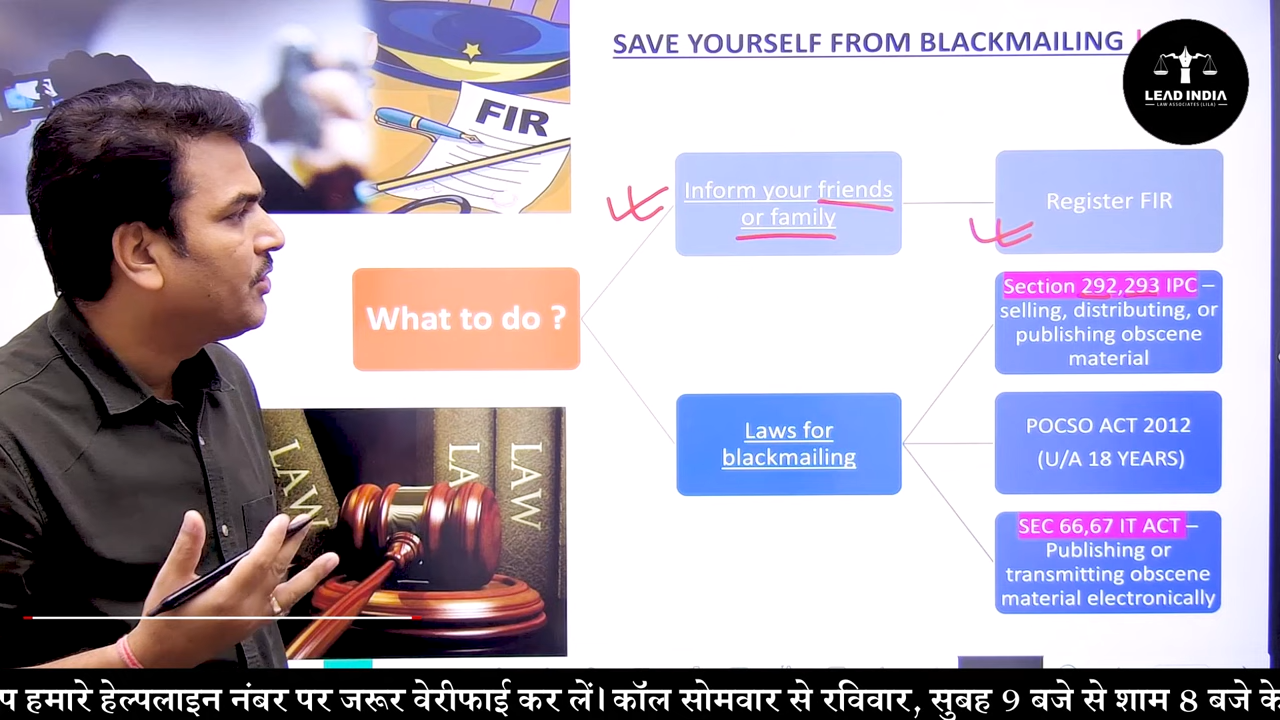 SAVE YOURSELF FROM BLACKMAILING
LEAD INDIA
LAW ASSOCIATES (LILA)
FIR
Inform your friends
or family
Register FIR
What to do ?
Section 292,293 IPC –
selling, distributing, or
publishing obscene
material
Laws for
blackmailing
POCSO ACT 2012
(U/A 18 YEARS)
SEC 66,67 IT ACT –
Publishing or
transmitting obscene
material electronically
LAW
LAW
LAW
प हमारे हेल्पलाइन नंबर पर जरूर वेरीफाई कर लें। कॉल सोमवार से रविवार, सुबह 9 बजे से शाम 8 बजे के